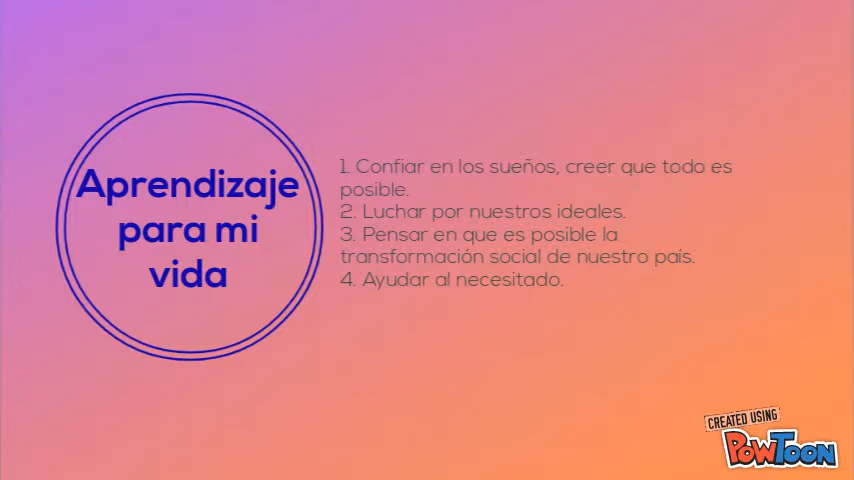 Aprendizaje
para mi
vida
1. Confiar en los sueños, creer que todo es
posible.
2. Luchar por nuestros ideales.
3. Pensar en que es posible la
transformación social de nuestro país.
4. Ayudar al necesitado.
CREATED USING
POWTOON